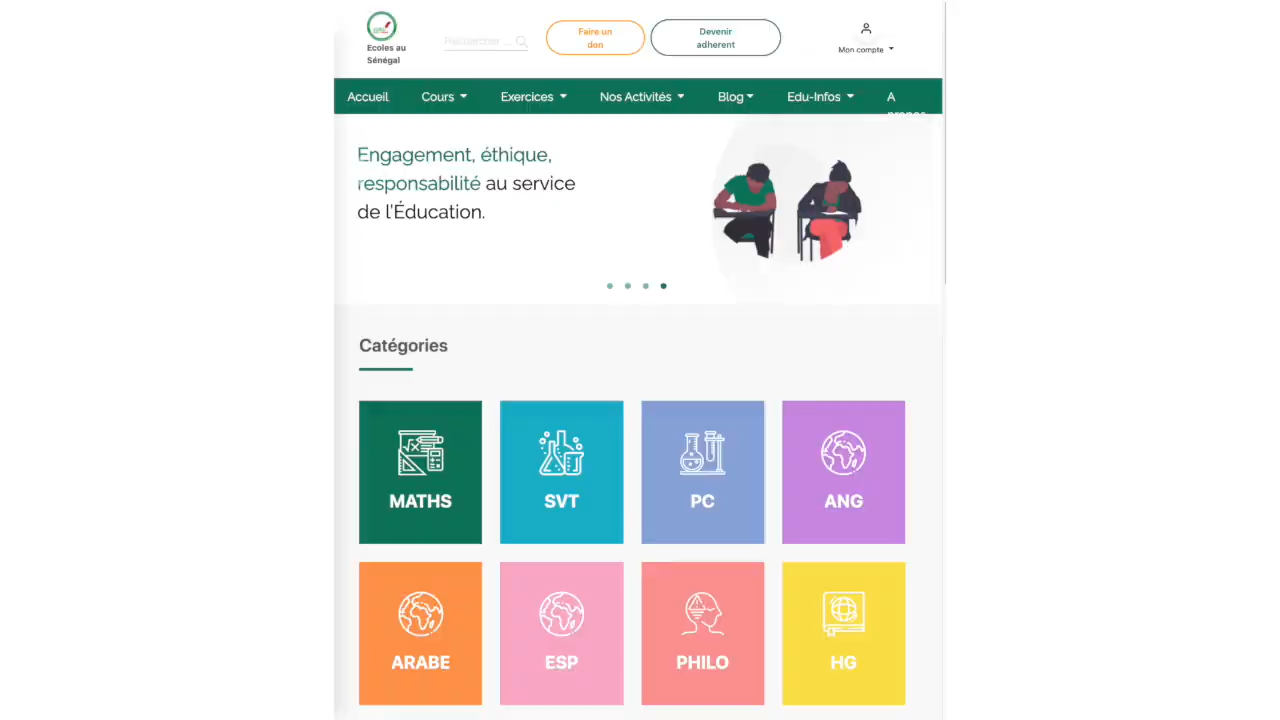 Ecoles au
Sénégal
Rechercher ...
Faire un
don
Devenir
adherent
Mon compte
Accueil
Cours
Exercices
Nos Activités
Blog
Edu-Infos
A
propos
Engagement, éthique,
responsabilité au service
de l'Éducation.
Catégories
MATHS
SVT
PC
ANG
ARABE
ESP
PHILO
HG